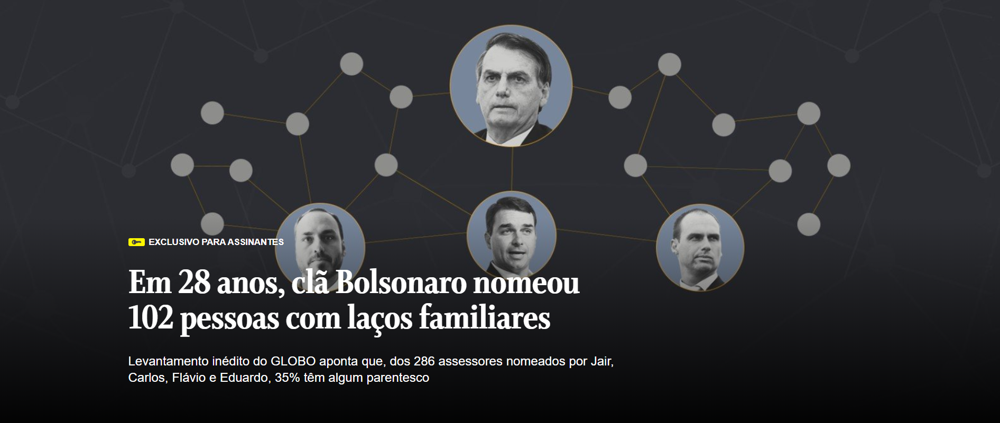 EXCLUSIVO PARA ASSINANTES
Em 28 anos, clã Bolsonaro nomeou
102 pessoas com laços familiares
Levantamento inédito do GLOBO aponta que, dos 286 assessores nomeados por Jair,
Carlos, Flávio e Eduardo, 35% têm algum parentesco